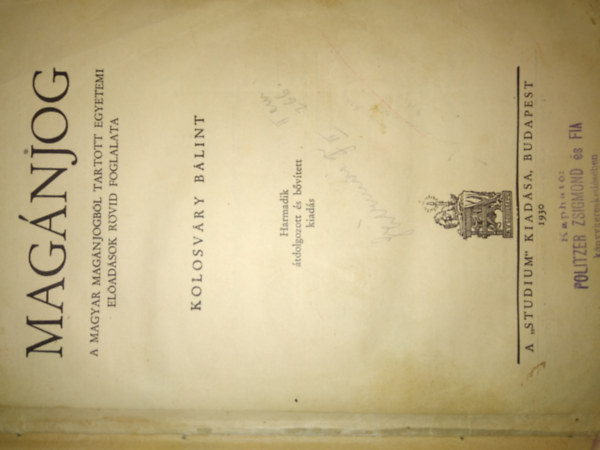 MAGÁNJOG
A MAGYAR MAGÁNJOGBÓL TARTOTT EGYETEMI
ELŐADÁSOK RÖVID FOGLALATA
KOLOSVÁRY BÁLINT
Harmadik
átdolgozott és bővített
kiadás
A „STUDIUM" KIADÁSA, BUDAPEST
1930
Kapható:
POLITZER ZSIGMOND és FIA